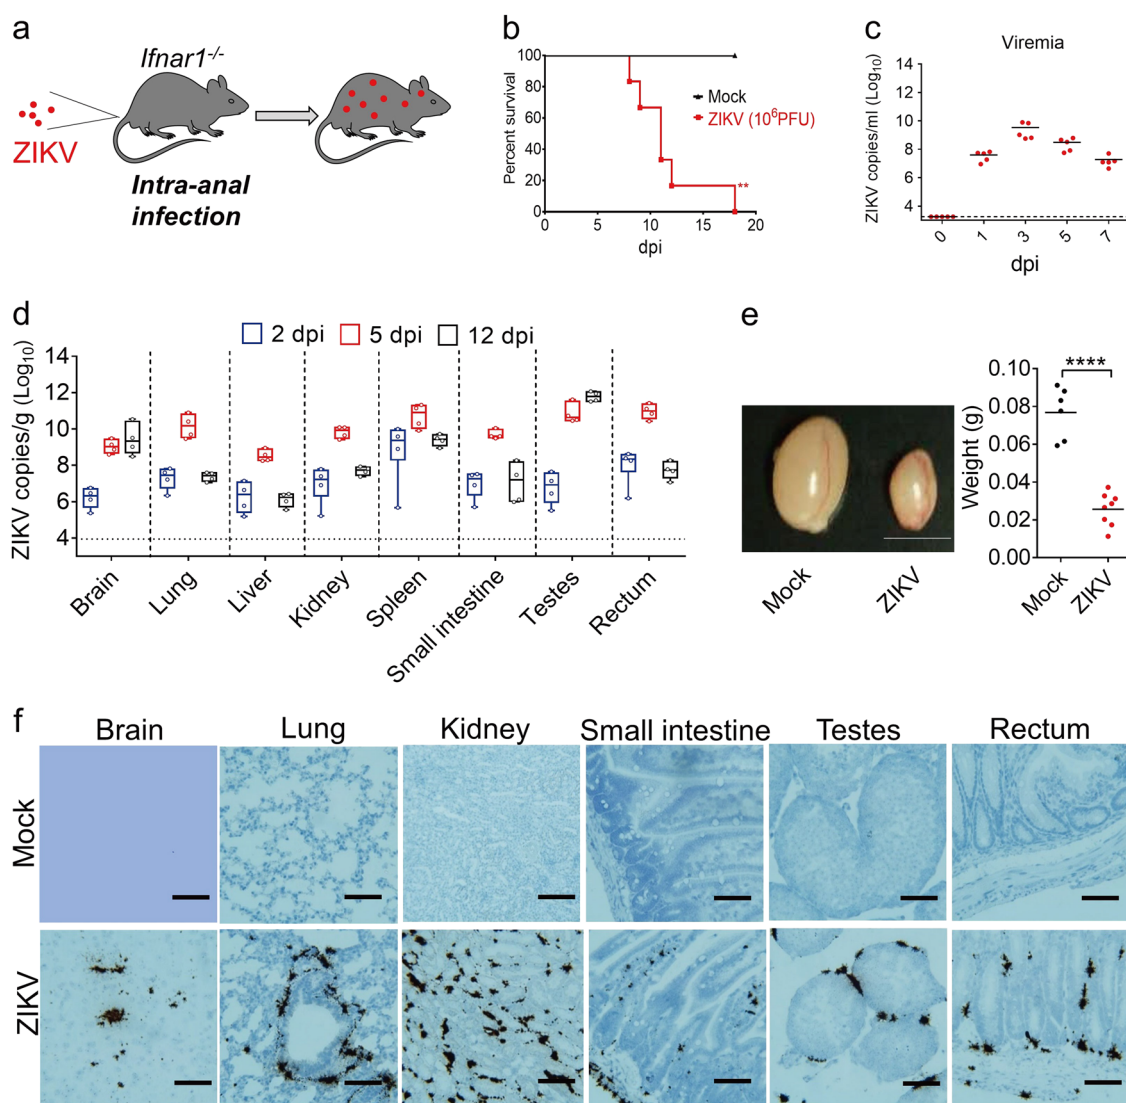 a
Ifnar1-/-
ZIKV
Intra-anal
infection
b
Percent survival
100
80
60
40
20
0
0 5 10 15 20
dpi
Mock
ZIKV (10⁶PFU)
**
c
Viremia
ZIKV copies/ml (Log₁₀)
14
12
10
8
6
4
0 1 3 5 7
dpi
d
2 dpi 5 dpi 12 dpi
ZIKV copies/g (Log₁₀)
14
12
10
8
6
4
Brain Lung Liver Kidney Spleen Small intestine Testes Rectum
e
Mock ZIKV
Weight (g)
0.10
0.08
0.06
0.04
0.02
0.00
****
Mock ZIKV
f
Brain Lung Kidney Small intestine Testes Rectum
Mock
ZIKV